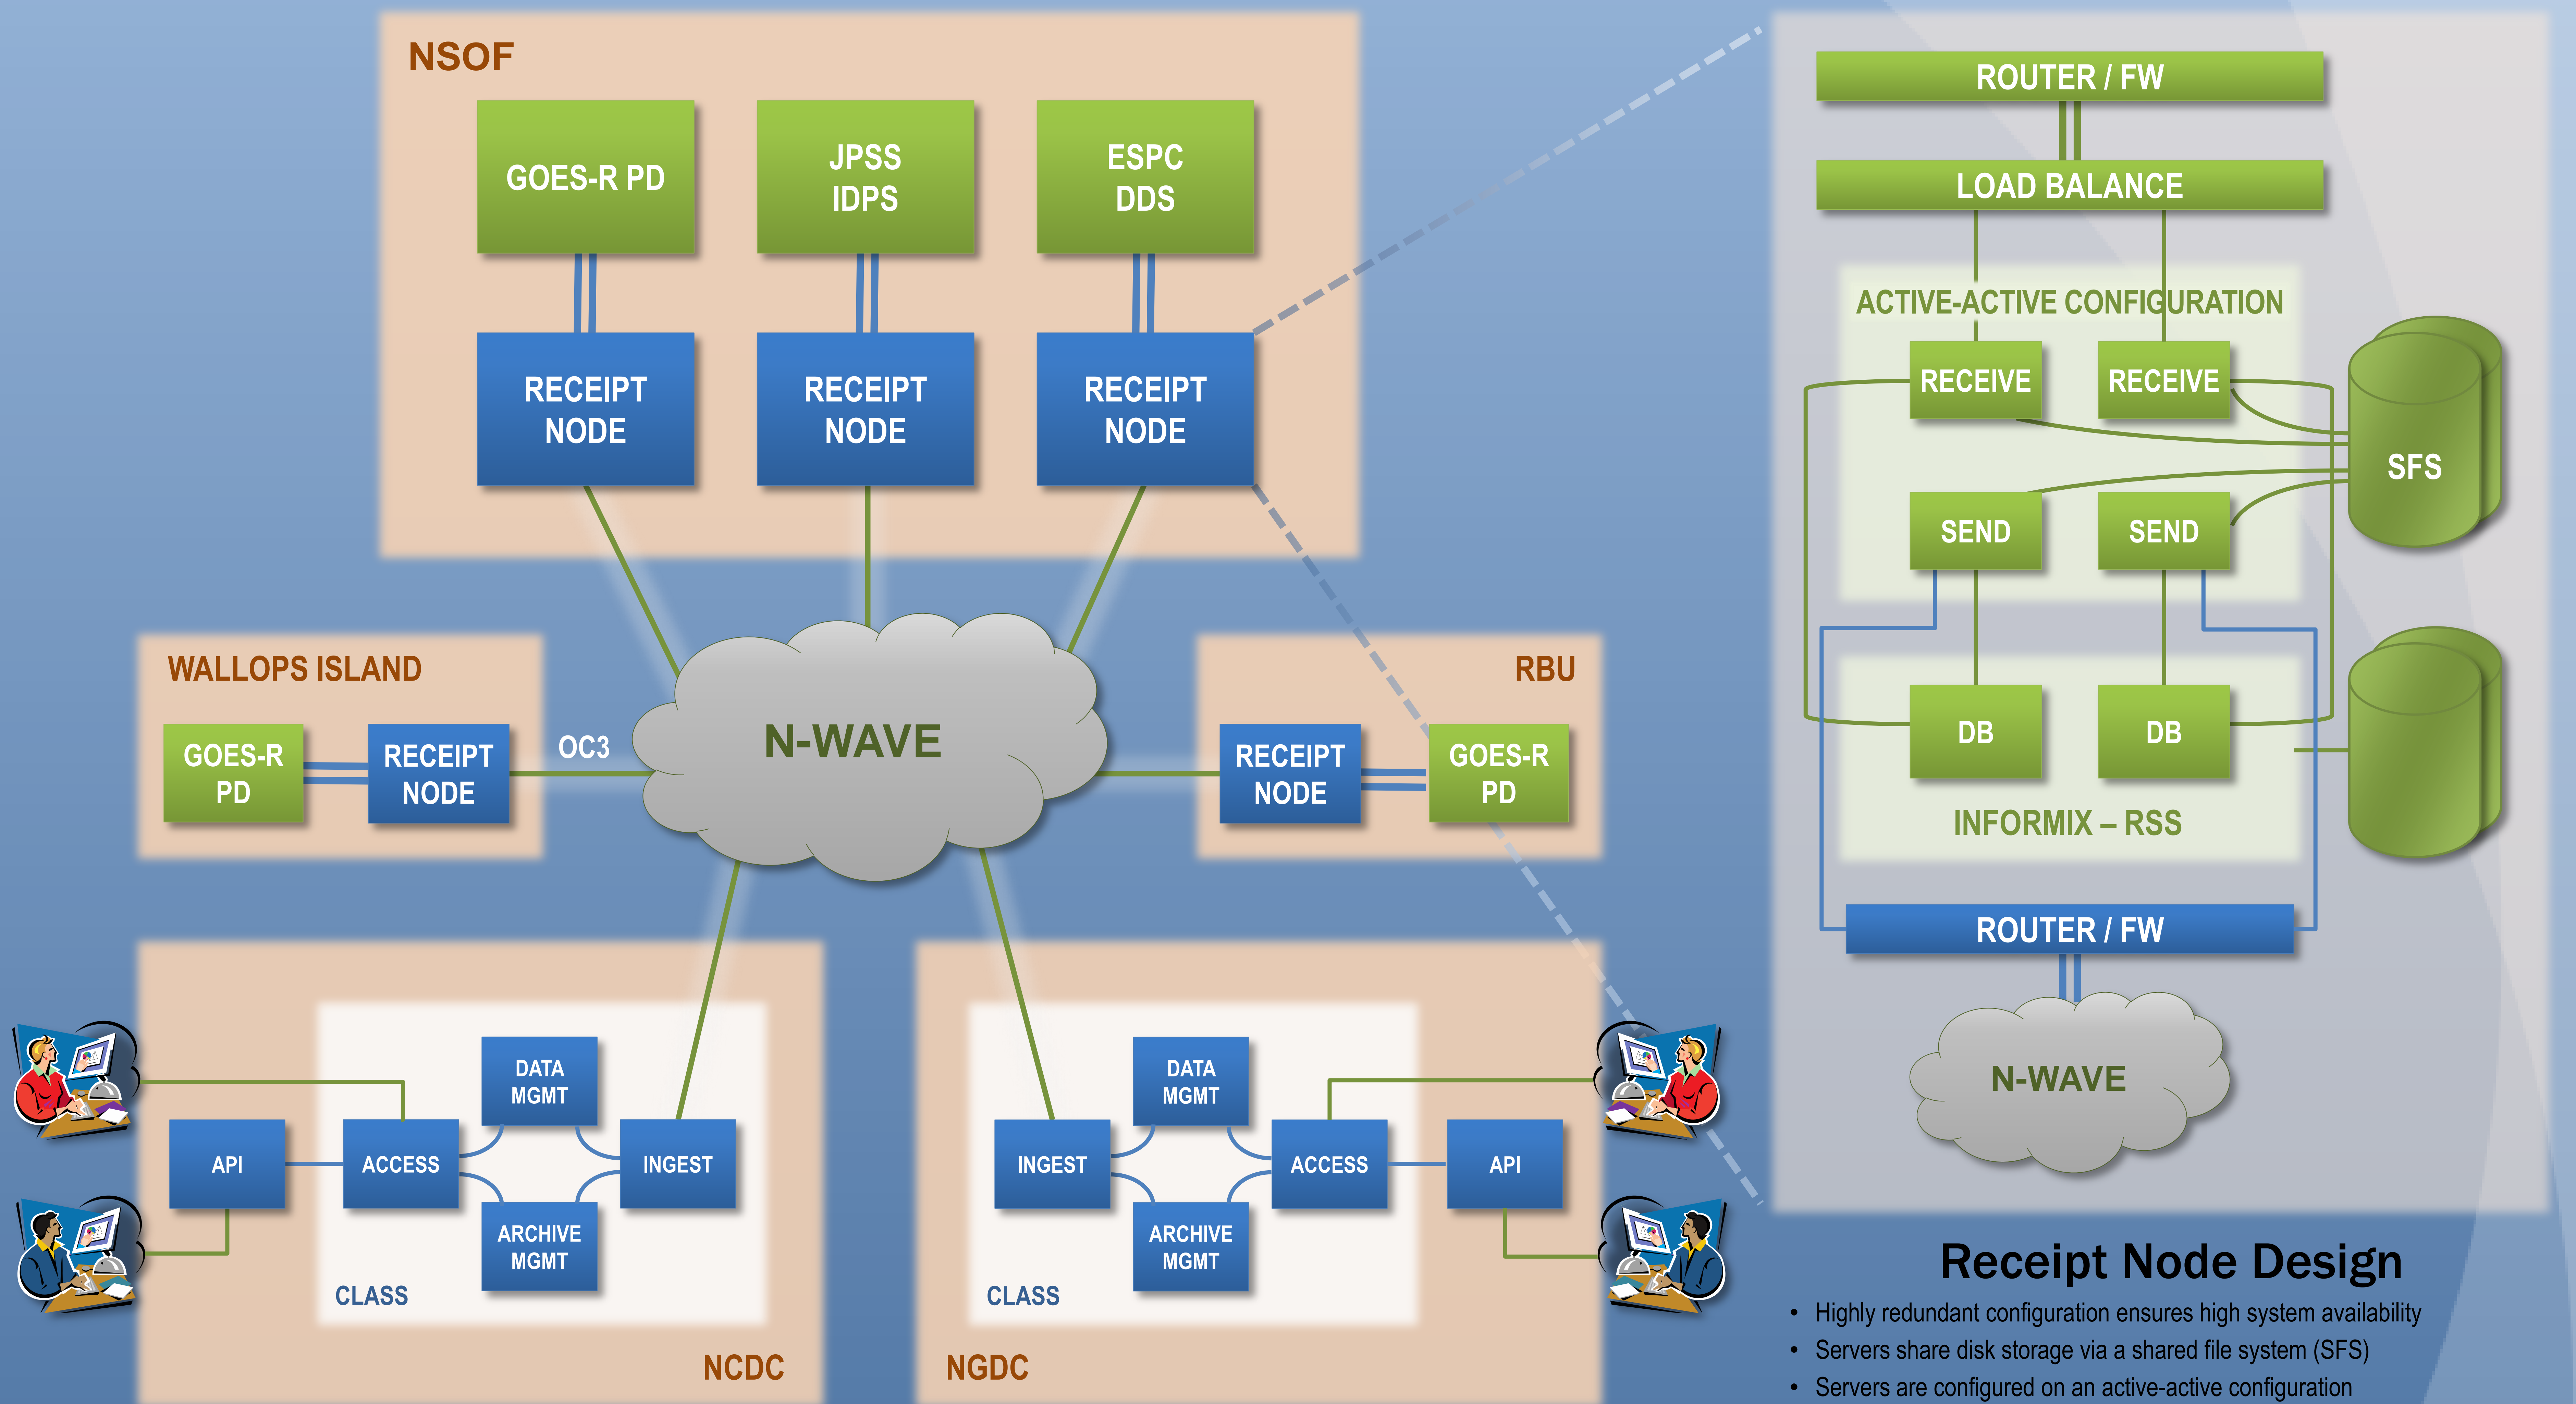 NSOF
GOES-R PD
JPSS
IDPS
ESPC
DDS
RECEIPT
NODE
RECEIPT
NODE
RECEIPT
NODE
WALLOPS ISLAND
GOES-R
PD
RECEIPT
NODE
OC3
N-WAVE
RBU
RECEIPT
NODE
GOES-R
PD
API
ACCESS
DATA
MGMT
ARCHIVE
MGMT
INGEST
CLASS
NCDC
INGEST
DATA
MGMT
ARCHIVE
MGMT
ACCESS
API
CLASS
NGDC
ROUTER / FW
LOAD BALANCE
ACTIVE-ACTIVE CONFIGURATION
RECEIVE
RECEIVE
SFS
SEND
SEND
DB
DB
INFORMIX – RSS
ROUTER / FW
N-WAVE
Receipt Node Design
• Highly redundant configuration ensures high system availability
• Servers share disk storage via a shared file system (SFS)
• Servers are configured on an active-active configuration